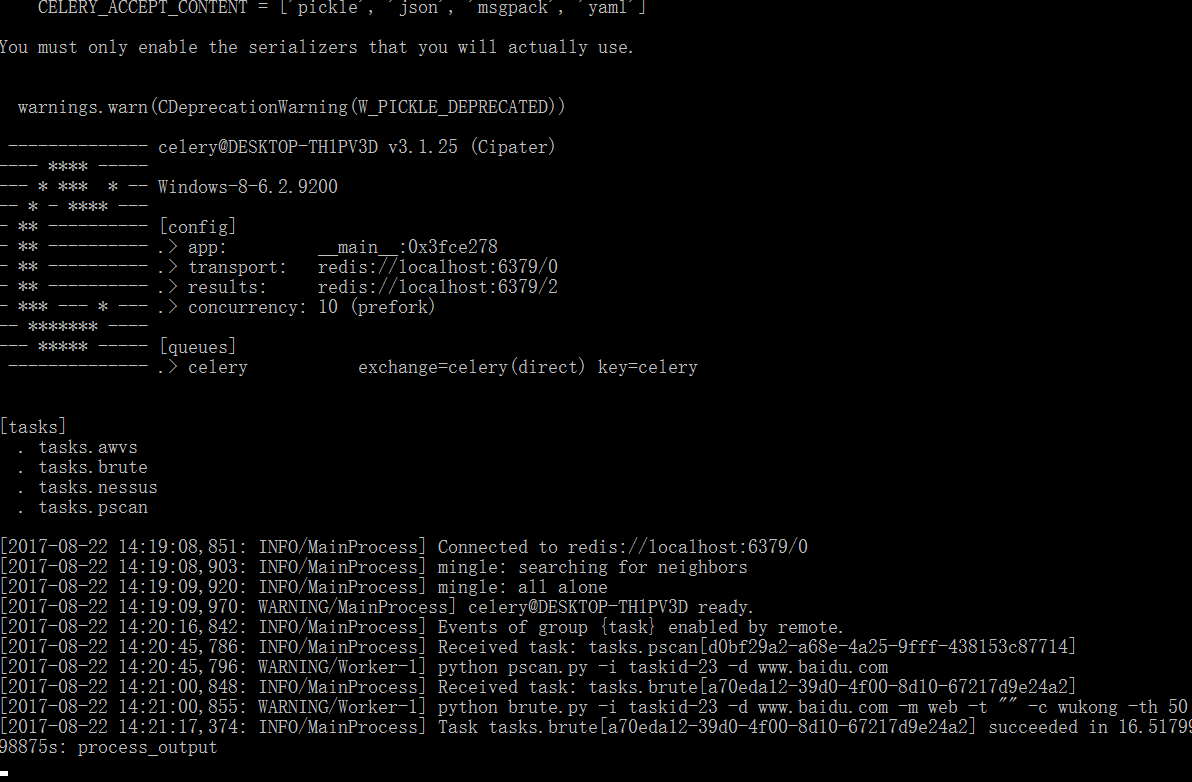 CELERY_ACCEPT_CONTENT = ['pickle', 'json', 'msgpack', 'yaml']
You must only enable the serializers that you will actually use.
warnings.warn(CDeprecationWarning(W_PICKLE_DEPRECATED))
-------------- celery@DESKTOP-TH1PV3D v3.1.25 (Cipater)
---- **** -----
--- * ***  * -- Windows-8-6.2.9200
-- * - **** ---
- ** ---------- [config]
- ** ---------- .> app:         __main__:0x3fce278
- ** ---------- .> transport:   redis://localhost:6379/0
- ** ---------- .> results:     redis://localhost:6379/2
- *** --- * --- .> concurrency: 10 (prefork)
-- ******* ----
--- ***** ----- [queues]
-------------- .> celery           exchange=celery(direct) key=celery
[tasks]
. tasks.awvs
. tasks.brute
. tasks.nessus
. tasks.pscan
[2017-08-22 14:19:08,851: INFO/MainProcess] Connected to redis://localhost:6379/0
[2017-08-22 14:19:08,903: INFO/MainProcess] mingle: searching for neighbors
[2017-08-22 14:19:09,920: INFO/MainProcess] mingle: all alone
[2017-08-22 14:19:09,970: WARNING/MainProcess] celery@DESKTOP-TH1PV3D ready.
[2017-08-22 14:20:16,842: INFO/MainProcess] Events of group {task} enabled by remote.
[2017-08-22 14:20:45,786: INFO/MainProcess] Received task: tasks.pscan[d0bf29a2-a68e-4a25-9fff-438153c87714]
[2017-08-22 14:20:45,796: WARNING/Worker-1] python pscan.py -i taskid-23 -d www.baidu.com
[2017-08-22 14:21:00,848: INFO/MainProcess] Received task: tasks.brute[a70eda12-39d0-4f00-8d10-67217d9e24a2]
[2017-08-22 14:21:00,855: WARNING/Worker-1] python brute.py -i taskid-23 -d www.baidu.com -m web -t "" -c wukong -th 50
[2017-08-22 14:21:17,374: INFO/MainProcess] Task tasks.brute[a70eda12-39d0-4f00-8d10-67217d9e24a2] succeeded in 16.51799
98875s: process_output